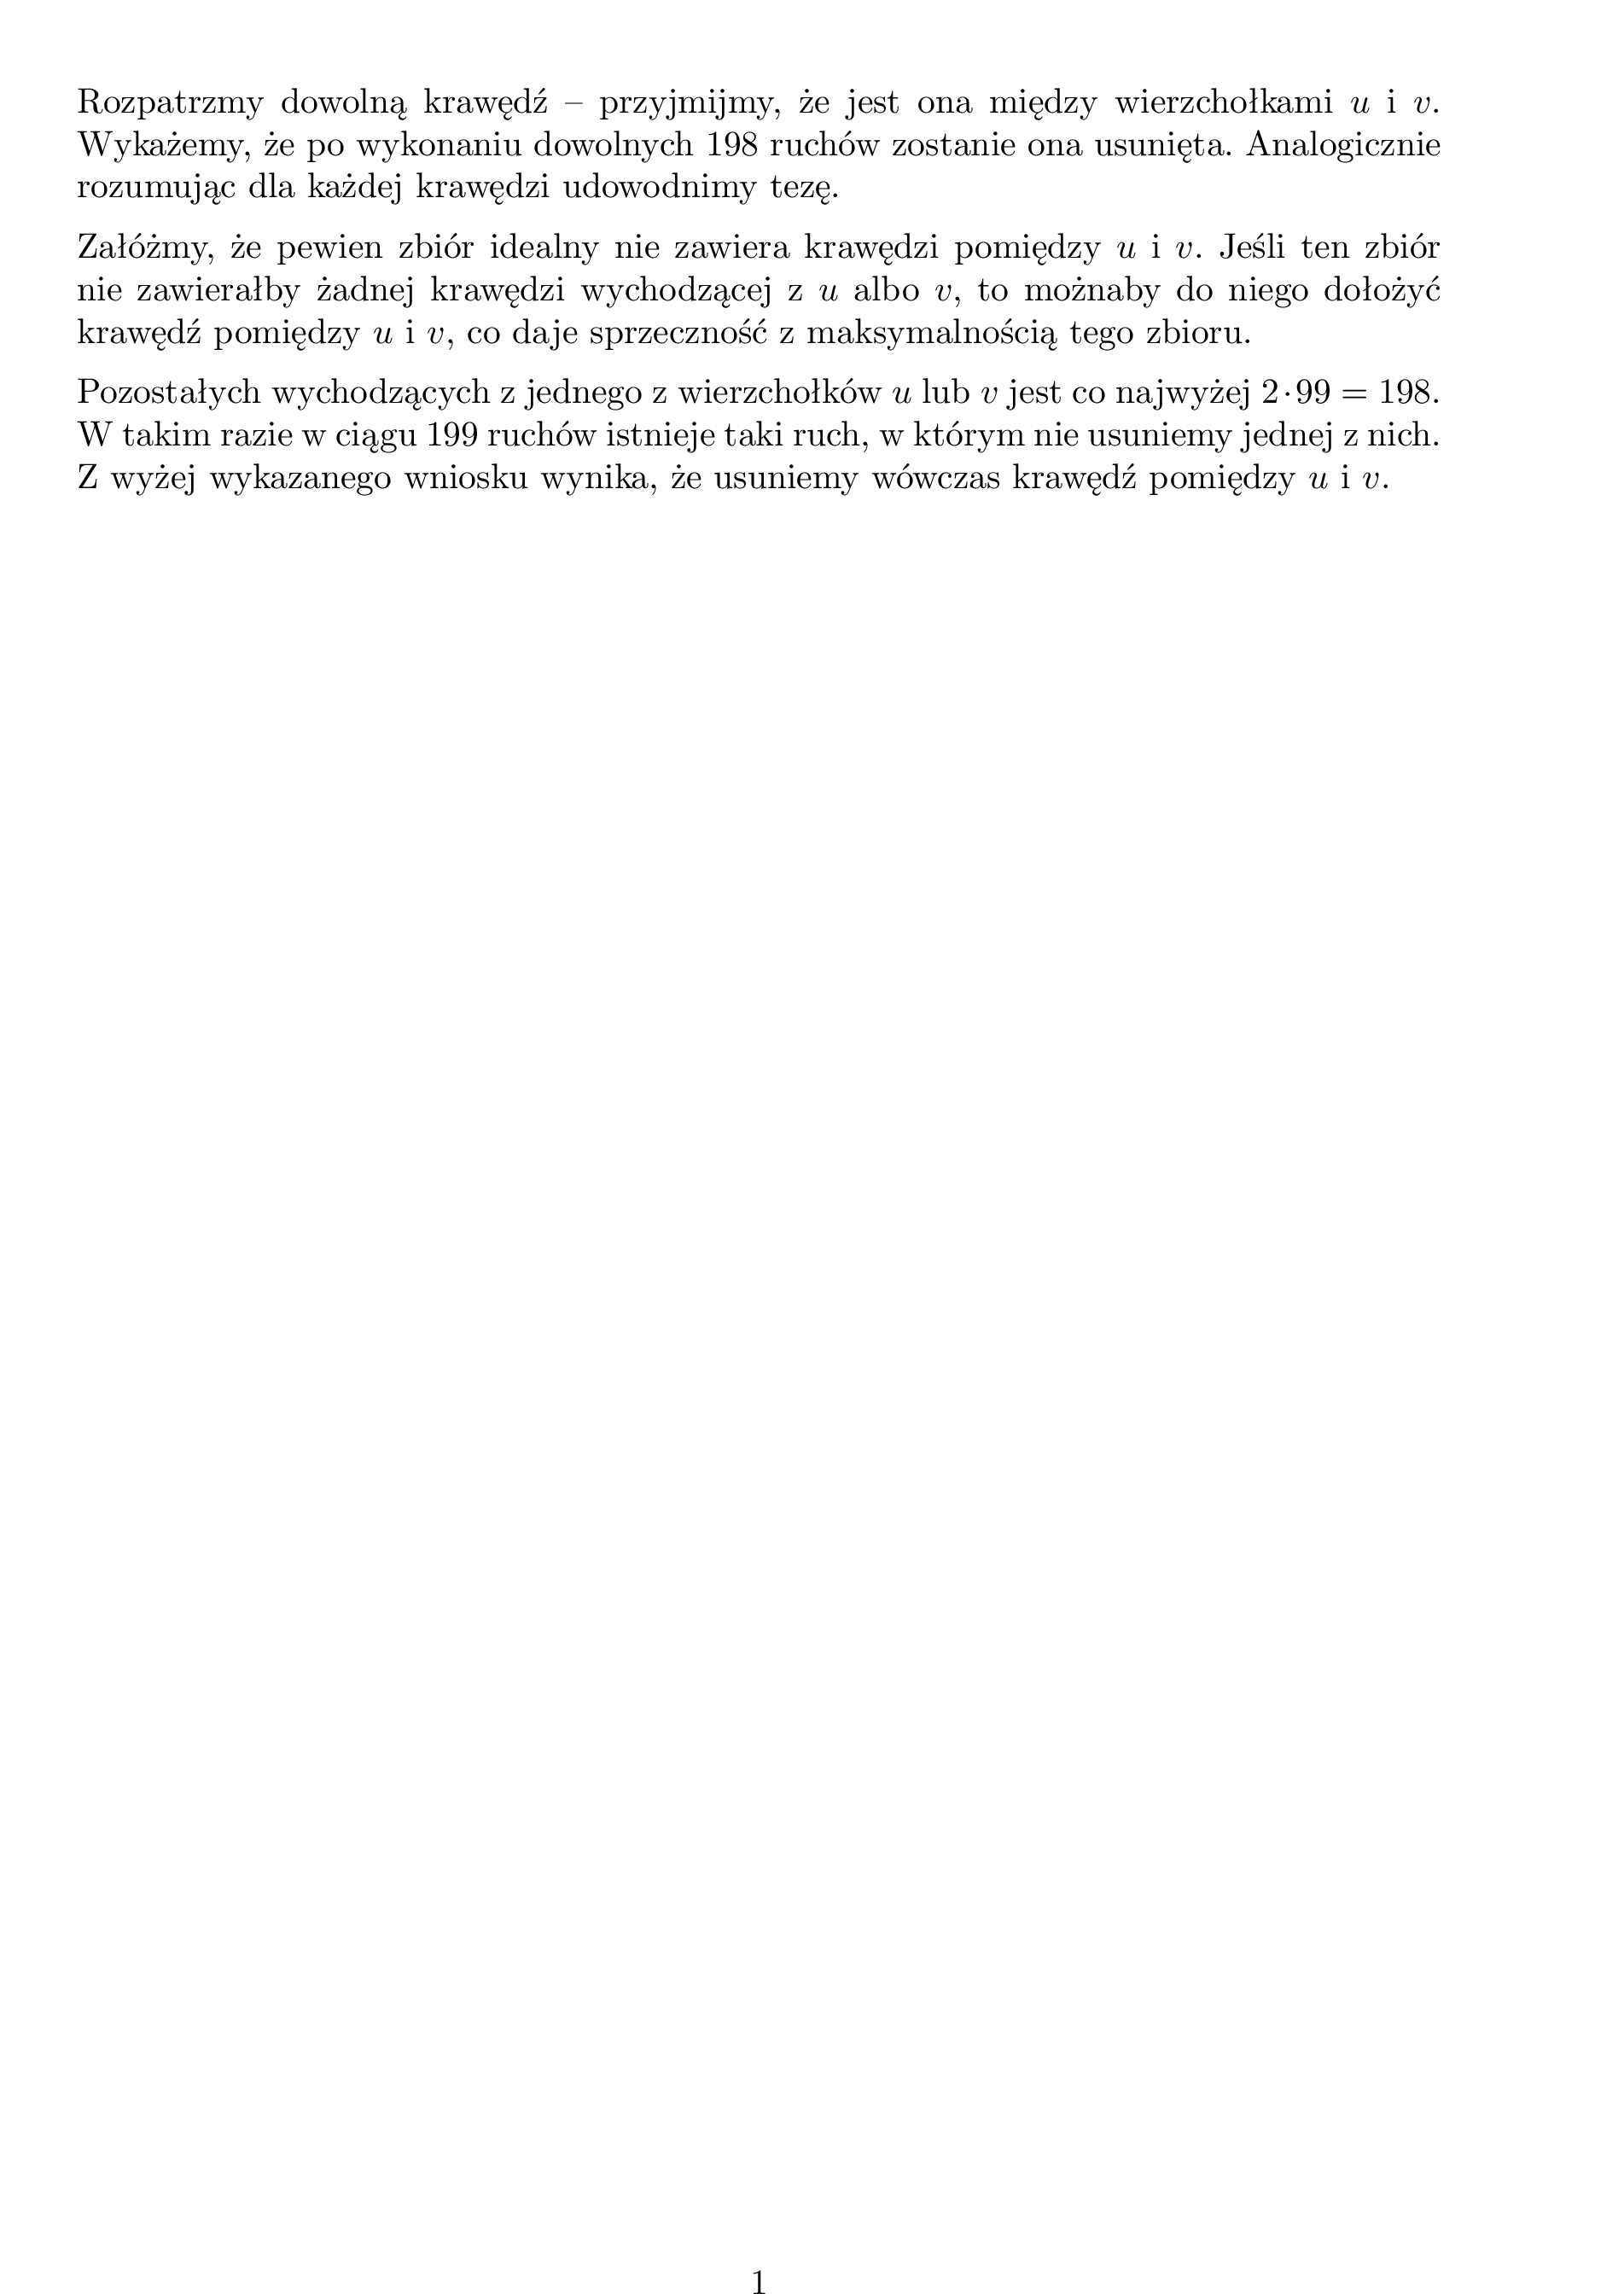 Rozpatrzmy dowolną krawędź – przyjmijmy, że jest ona między wierzchołkami u i v.
Wykażemy, że po wykonaniu dowolnych 198 ruchów zostanie ona usunięta. Analogicznie
rozumując dla każdej krawędzi udowodnimy tezę.
Załóżmy, że pewien zbiór idealny nie zawiera krawędzi pomiędzy u i v. Jeśli ten zbiór
nie zawierałby żadnej krawędzi wychodzącej z u albo v, to możnaby do niego dołożyć
krawędź pomiędzy u i v, co daje sprzeczność z maksymalnością tego zbioru.
Pozostałych wychodzących z jednego z wierzchołków u lub v jest co najwyżej 2·99 = 198.
W takim razie w ciągu 199 ruchów istnieje taki ruch, w którym nie usuniemy jednej z nich.
Z wyżej wykazanego wniosku wynika, że usuniemy wówczas krawędź pomiędzy u i v.
1